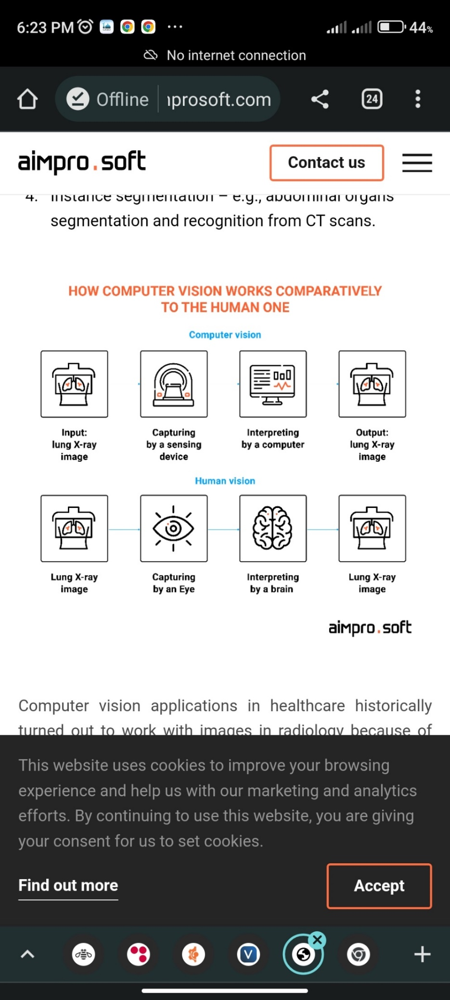 6:23 PM
44%
No internet connection
Offline
prosoft.com
24
aimpro.soft
Contact us
4. Instance segmentation – e.g., abdominal organs
segmentation and recognition from CT scans.
HOW COMPUTER VISION WORKS COMPARATIVELY
TO THE HUMAN ONE
Computer vision
Input:
lung X-ray
image
Capturing
by a sensing
device
Interpreting
by a computer
Output:
lung X-ray
image
Human vision
Lung X-ray
image
Capturing
by an Eye
Interpreting
by a brain
Lung X-ray
image
aimpro.soft
Computer vision applications in healthcare historically
turned out to work with images in radiology because of
This website uses cookies to improve your browsing
experience and help us with our marketing and analytics
efforts. By continuing to use this website, you are giving
your consent for us to set cookies.
Find out more
Accept
V